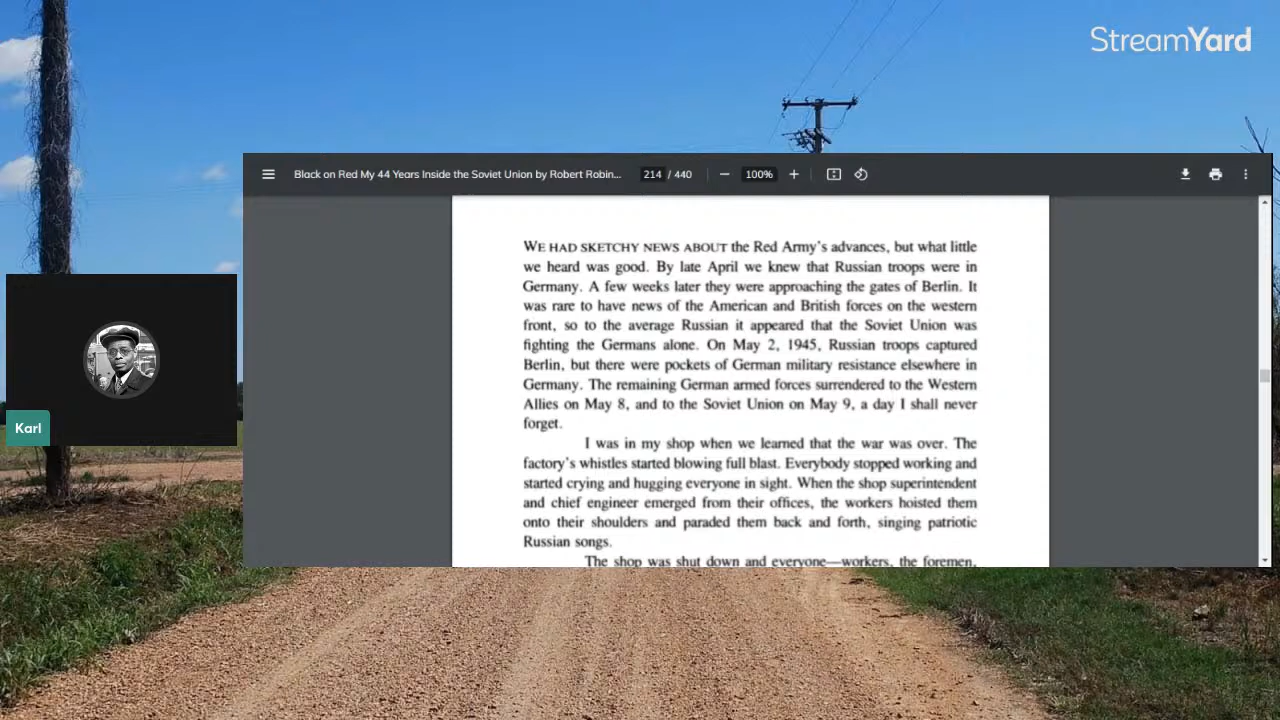 StreamYard
Black on Red My 44 Years Inside the Soviet Union by Robert Robin...
214 / 440
100%
WE HAD SKETCHY NEWS ABOUT the Red Army's advances, but what little
we heard was good. By late April we knew that Russian troops were in
Germany. A few weeks later they were approaching the gates of Berlin. It
was rare to have news of the American and British forces on the western
front, so to the average Russian it appeared that the Soviet Union was
fighting the Germans alone. On May 2, 1945, Russian troops captured
Berlin, but there were pockets of German military resistance elsewhere in
Germany. The remaining German armed forces surrendered to the Western
Allies on May 8, and to the Soviet Union on May 9, a day I shall never
forget.
I was in my shop when we learned that the war was over. The
factory's whistles started blowing full blast. Everybody stopped working and
started crying and hugging everyone in sight. When the shop superintendent
and chief engineer emerged from their offices, the workers hoisted them
onto their shoulders and paraded them back and forth, singing patriotic
Russian songs.
The shop was shut down and everyone—workers, the foremen,
Karl